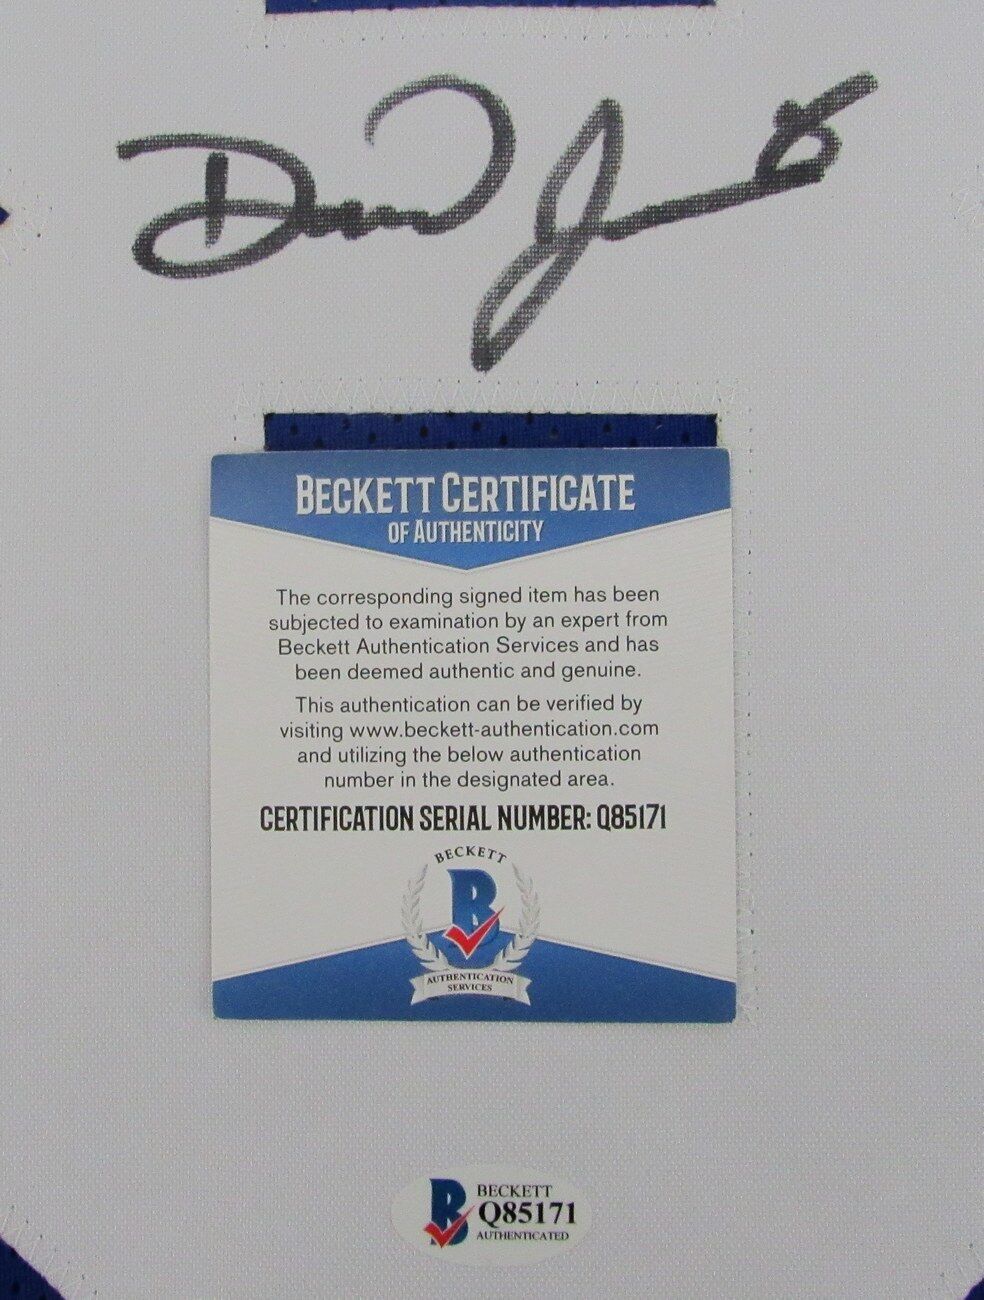 BECKETT CERTIFICATE
OF AUTHENTICITY
The corresponding signed item has been
subjected to examination by an expert from
Beckett Authentication Services and has
been deemed authentic and genuine.
This authentication can be verified by
visiting www.beckett-authentication.com
and utilizing the below authentication
number in the designated area.
CERTIFICATION SERIAL NUMBER: Q85171
BECKETT
B
AUTHENTICATION
SERVICES
B
BECKETT
Q85171
AUTHENTICATED